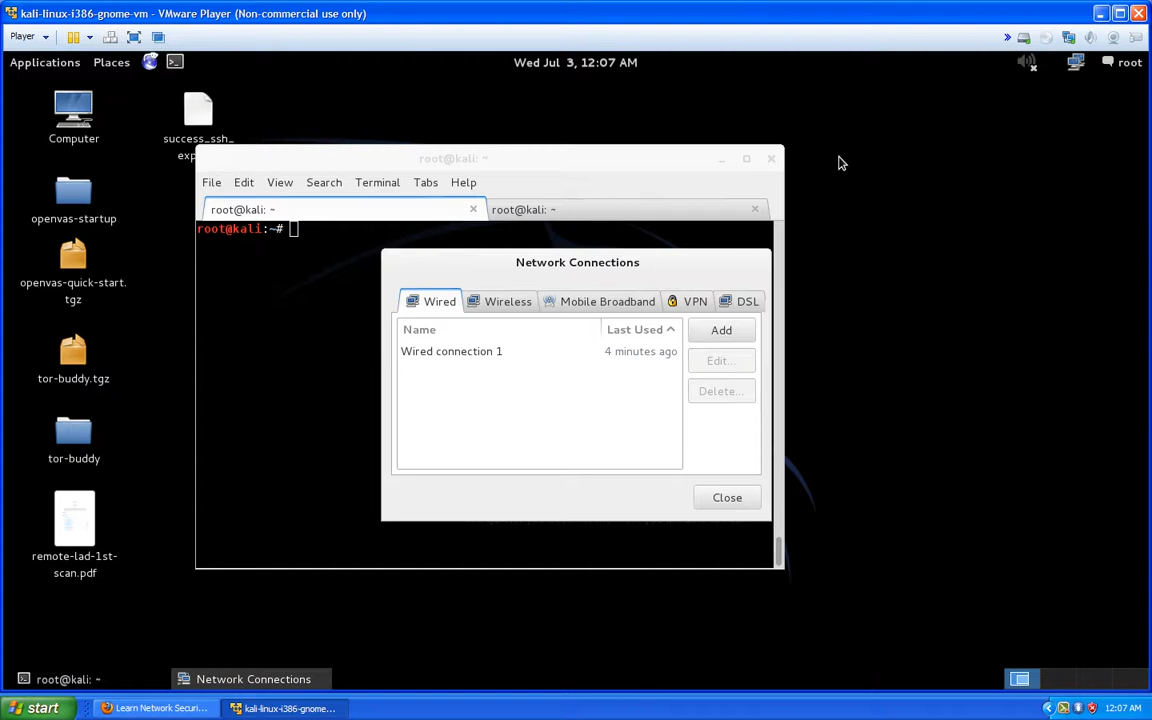 kali-linux-i386-gnome-vm - VMware Player (Non-commercial use only)
Player
»
Applications Places
Wed Jul 3, 12:07 AM
root
Computer
success_ssh_
exp
openvas-startup
openvas-quick-start.
tgz
tor-buddy.tgz
tor-buddy
remote-lad-1st-
scan.pdf
root@kali: ~
File Edit View Search Terminal Tabs Help
root@kali: ~ root@kali: ~
root@kali:~#
Network Connections
Wired Wireless Mobile Broadband VPN DSL
Name Last Used Add
Wired connection 1 4 minutes ago
Edit...
Delete...
Close
root@kali: ~ Network Connections
start Learn Network Securi... kali-linux-i386-gnome... 12:07 AM